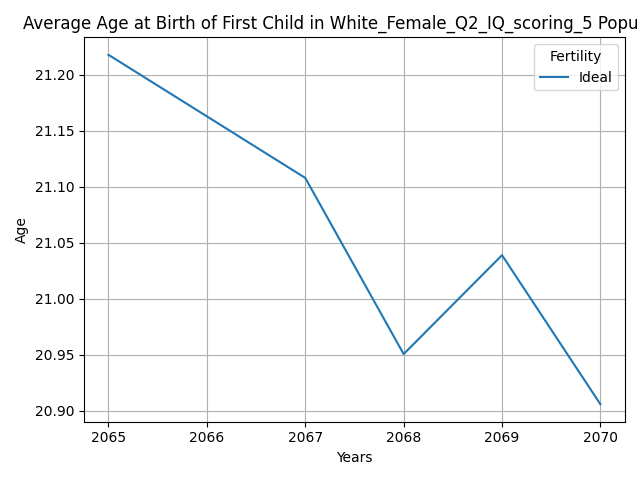 Average Age at Birth of First Child in White_Female_Q2_IQ_scoring_5 Popu
Fertility
Ideal
Age
21.20
21.15
21.10
21.05
21.00
20.95
20.90
2065 2066 2067 2068 2069 2070
Years